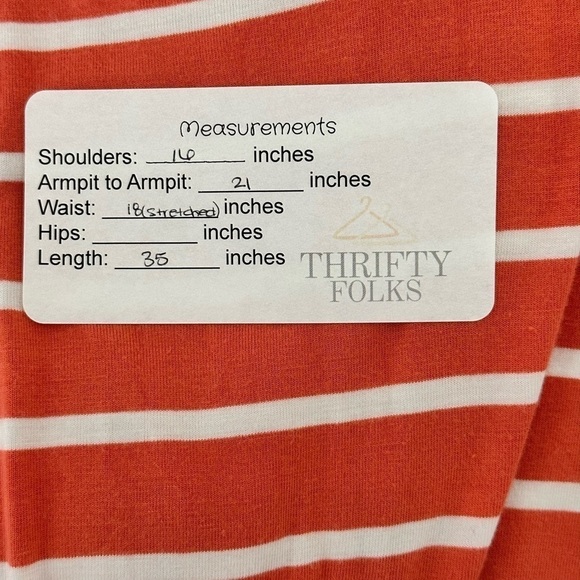 Measurements
Shoulders: 16 inches
Armpit to Armpit: 21 inches
Waist: 18 (stretched) inches
Hips: inches
Length: 35 inches
THRIFTY
FOLKS